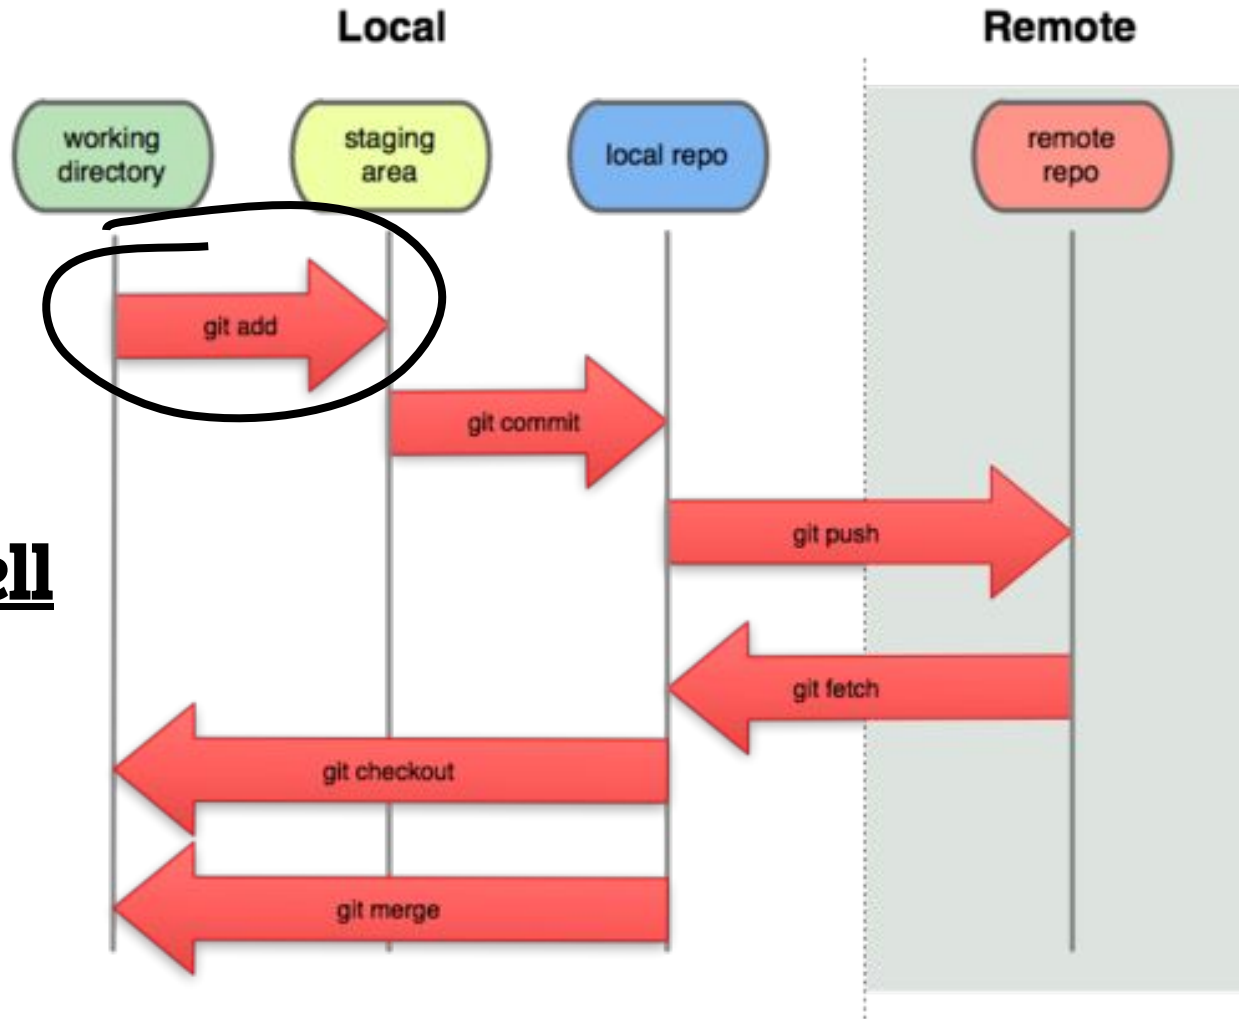 Local
Remote
working
directory
staging
area
local repo
remote
repo
git add
git commit
git push
ell
git fetch
git checkout
git merge